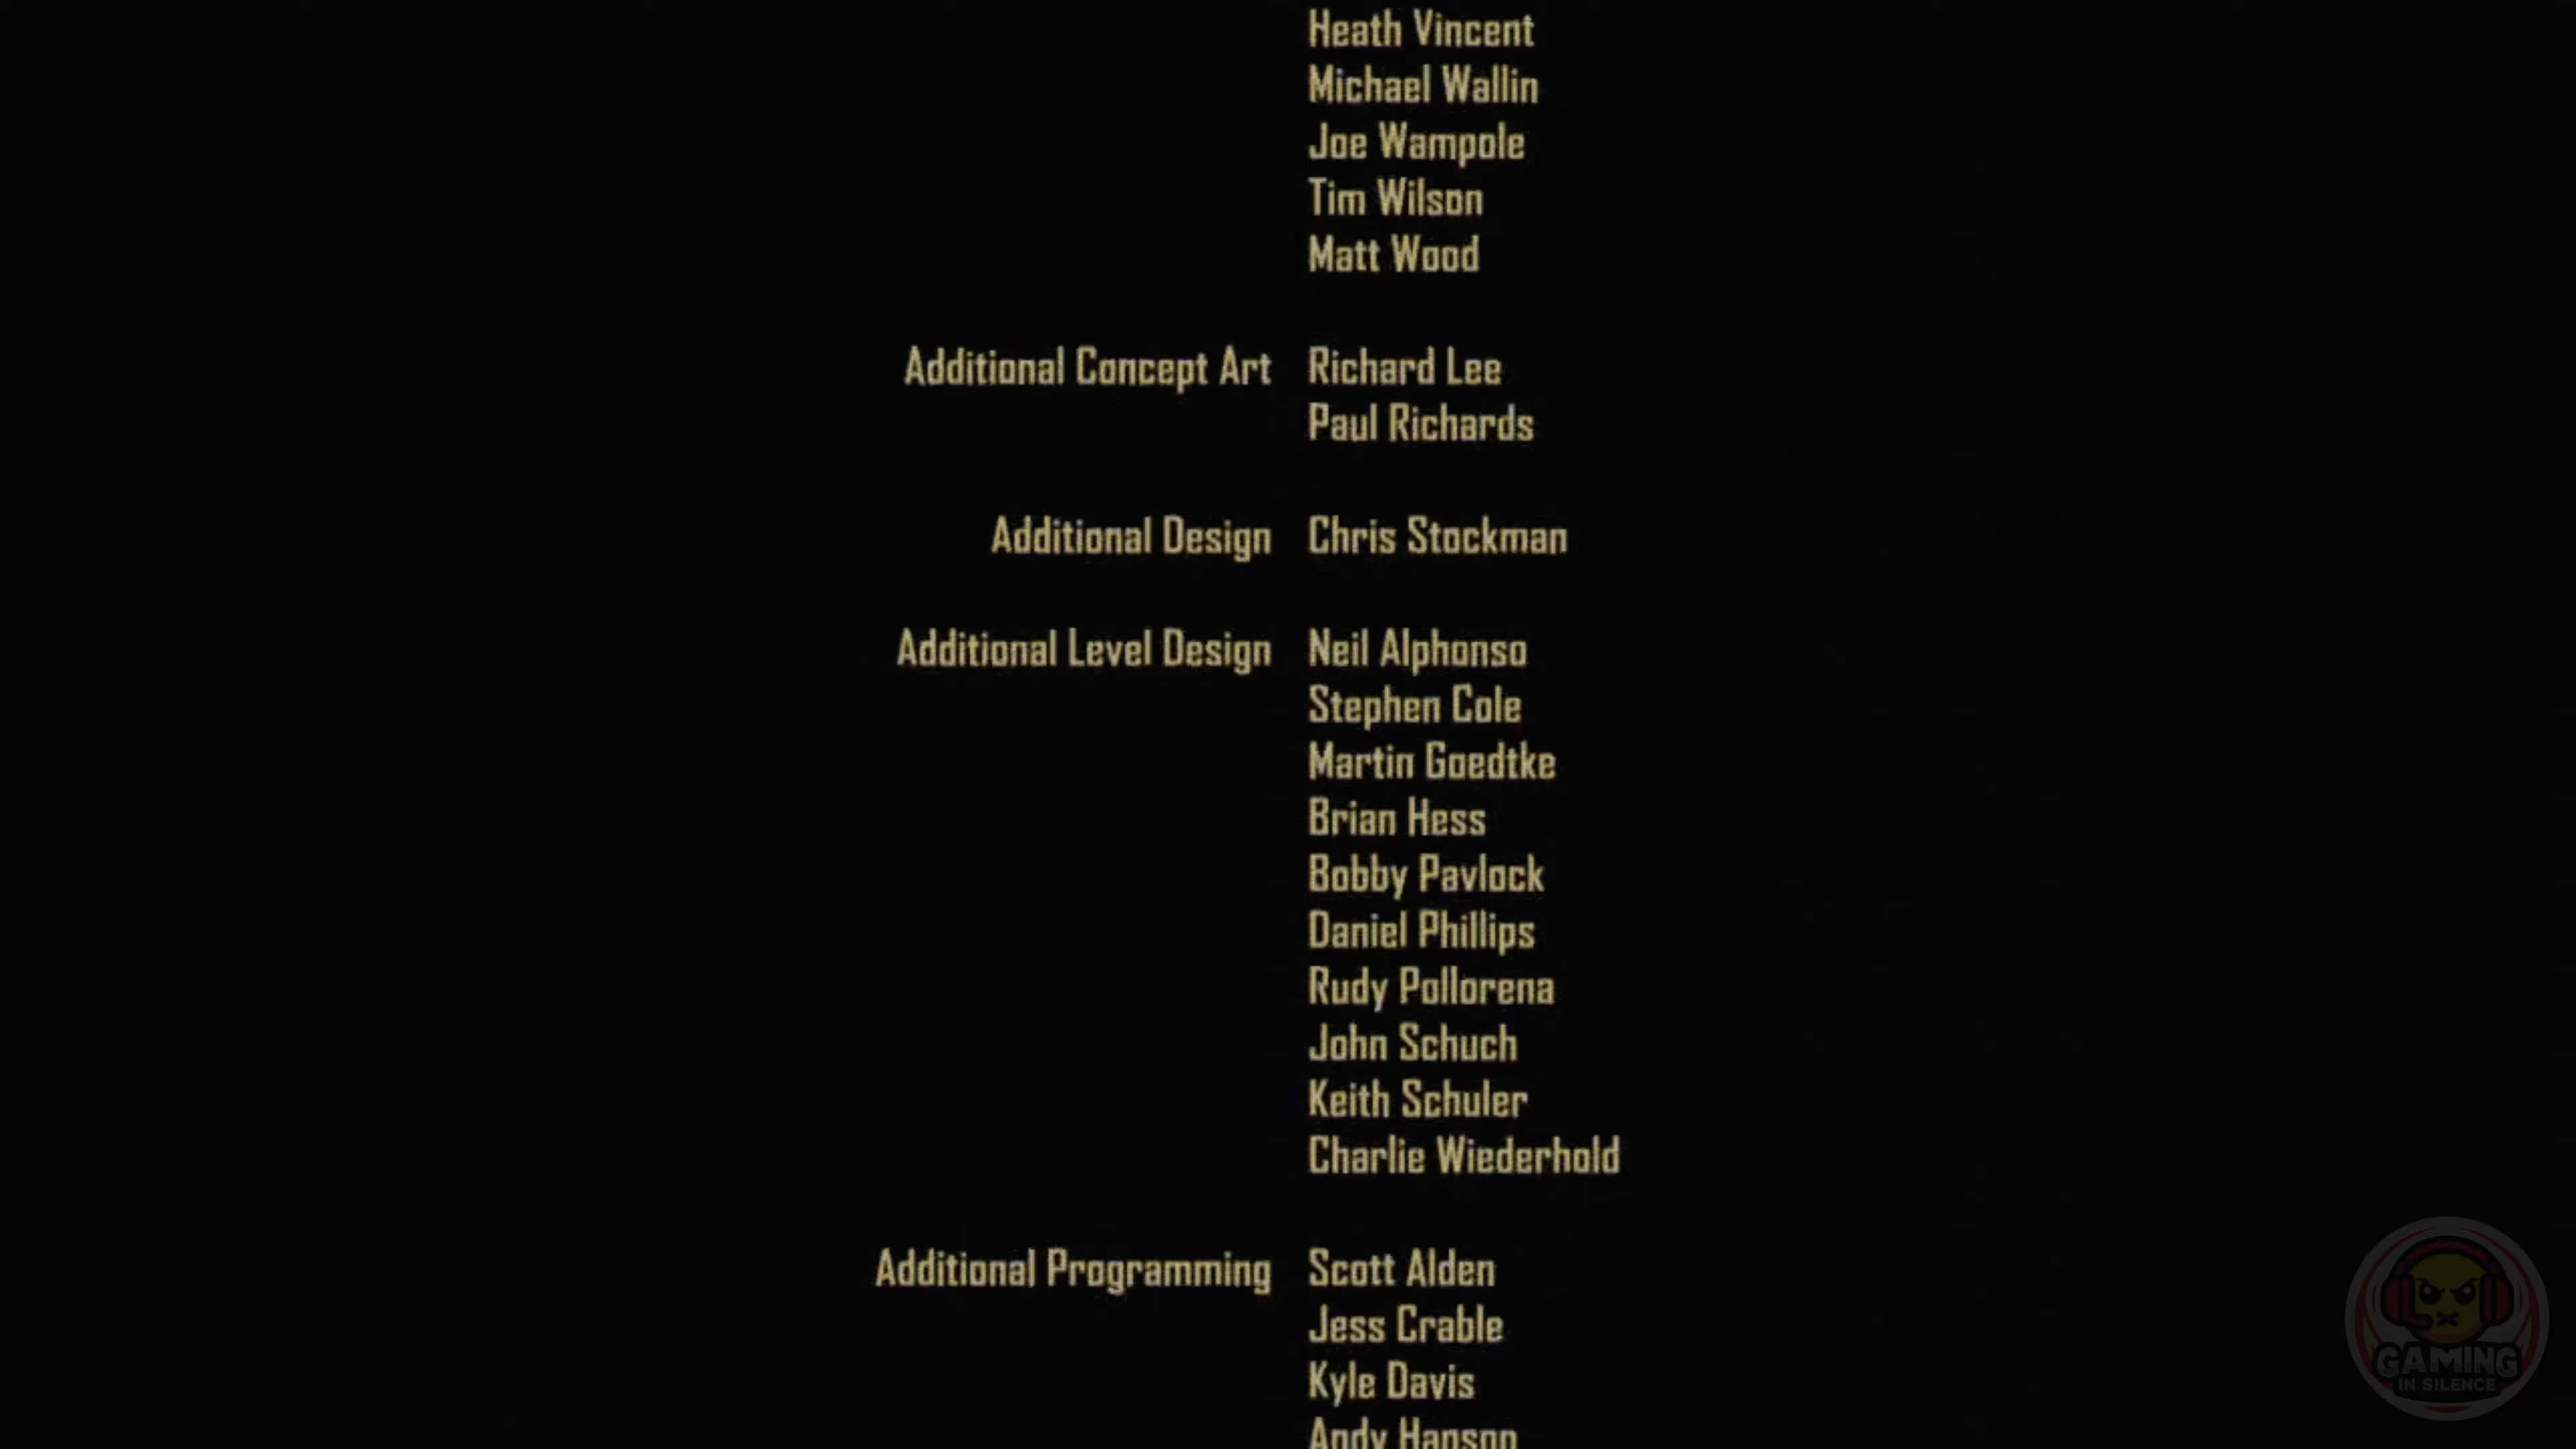 Heath Vincent
Michael Wallin
Joe Wampole
Tim Wilson
Matt Wood
Additional Concept Art Richard Lee
Paul Richards
Additional Design Chris Stockman
Additional Level Design Neil Alphonso
Stephen Cole
Martin Goedtke
Brian Hess
Bobby Pavlock
Daniel Phillips
Rudy Pollorena
John Schuch
Keith Schuler
Charlie Wiederhold
Additional Programming Scott Alden
Jess Crable
Kyle Davis
Andy Hanson
GAMING
IN SILENCE